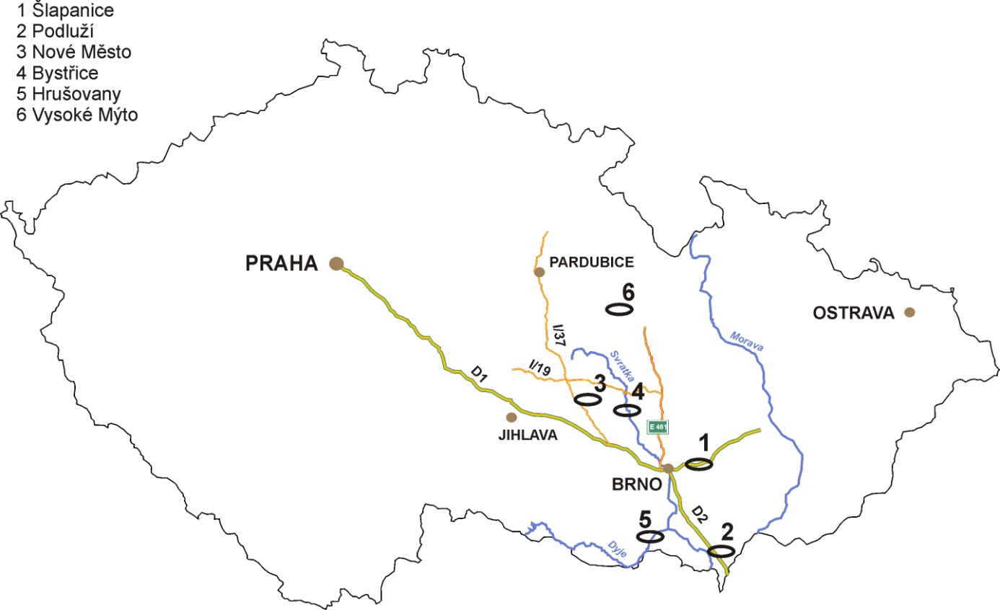 1 Šlapanice
2 Podluží
3 Nové Město
4 Bystřice
5 Hrušovany
6 Vysoké Mýto
PRAHA
PARDUBICE
6
OSTRAVA
I/37
Morava
Svratka
I/19
D1
3
4
JIHLAVA
E 461
1
BRNO
D2
5
2
Dyje